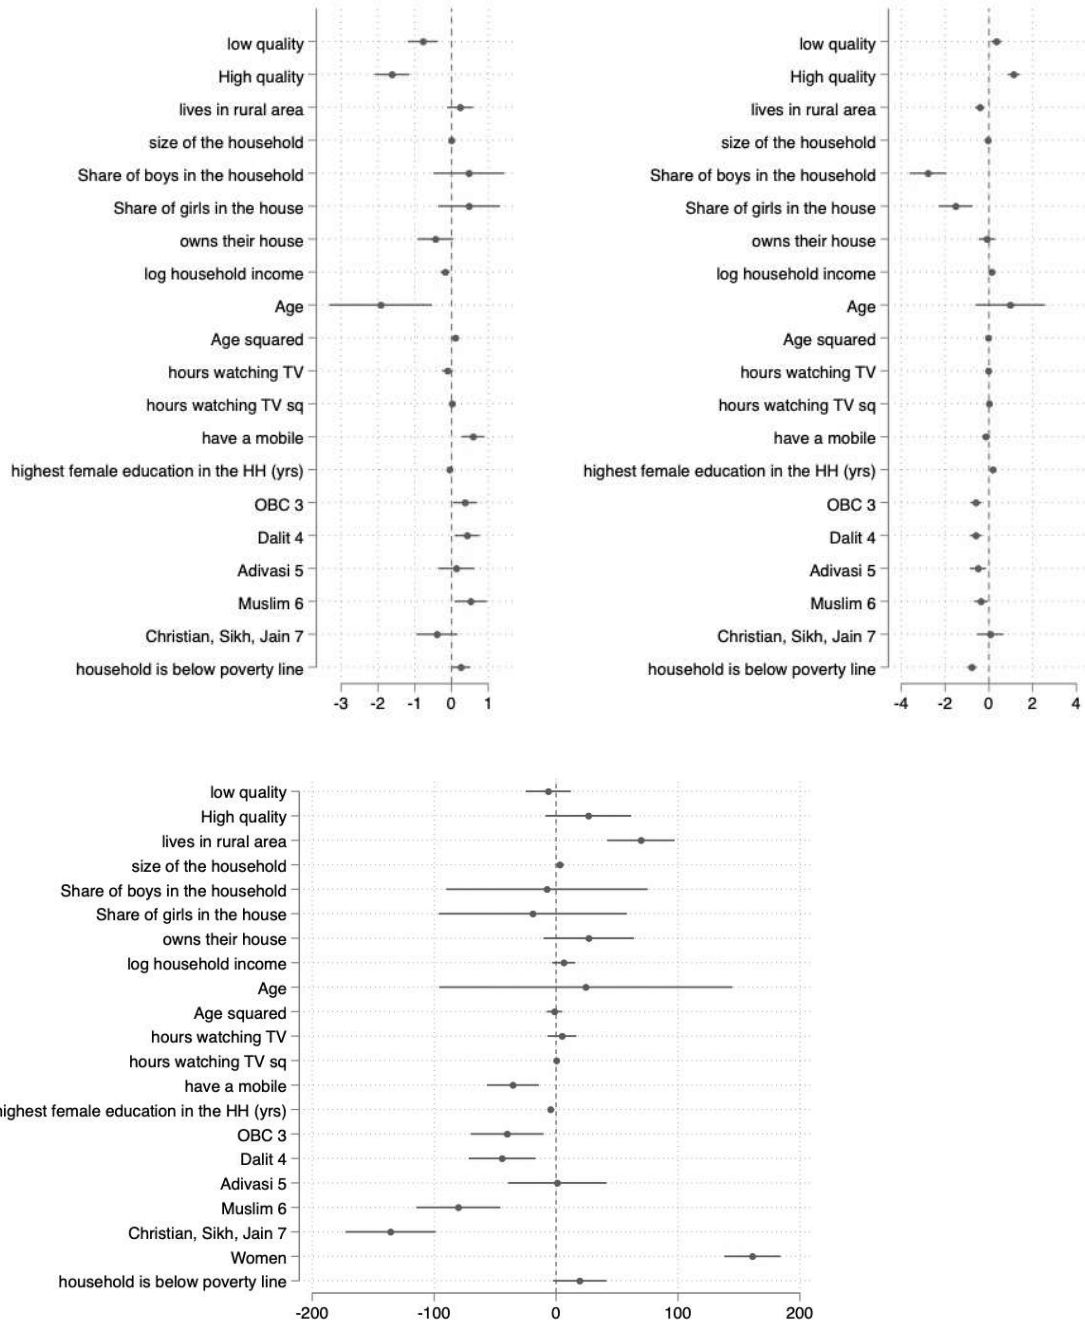 low quality
High quality
lives in rural area
size of the household
Share of boys in the household
Share of girls in the house
owns their house
log household income
Age
Age squared
hours watching TV
hours watching TV sq
have a mobile
highest female education in the HH (yrs)
OBC 3
Dalit 4
Adivasi 5
Muslim 6
Christian, Sikh, Jain 7
household is below poverty line
-3 -2 -1 0 1
low quality
High quality
lives in rural area
size of the household
Share of boys in the household
Share of girls in the house
owns their house
log household income
Age
Age squared
hours watching TV
hours watching TV sq
have a mobile
highest female education in the HH (yrs)
OBC 3
Dalit 4
Adivasi 5
Muslim 6
Christian, Sikh, Jain 7
household is below poverty line
-4 -2 0 2 4
low quality
High quality
lives in rural area
size of the household
Share of boys in the household
Share of girls in the house
owns their house
log household income
Age
Age squared
hours watching TV
hours watching TV sq
have a mobile
highest female education in the HH (yrs)
OBC 3
Dalit 4
Adivasi 5
Muslim 6
Christian, Sikh, Jain 7
Women
household is below poverty line
-200 -100 0 100 200